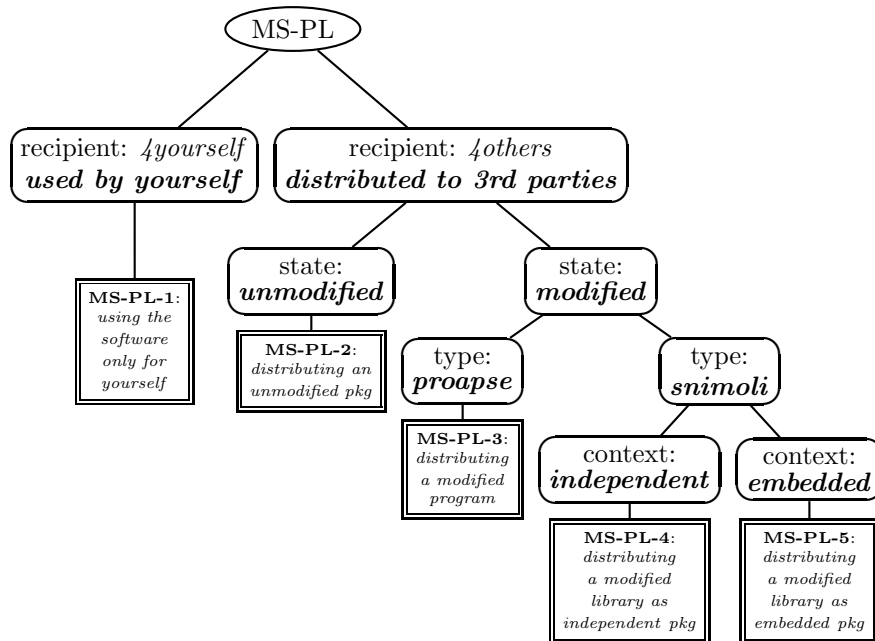 MS-PL
recipient: 4yourself
used by yourself
recipient: 4others
distributed to 3rd parties
MS-PL-1:
using the
software
only for
yourself
state:
unmodified
state:
modified
MS-PL-2:
distributing an
unmodified pkg
type:
proapse
type:
snimoli
MS-PL-3:
distributing
a modified
program
context:
independent
context:
embedded
MS-PL-4:
distributing
a modified
library as
independent pkg
MS-PL-5:
distributing
a modified
library as
embedded pkg